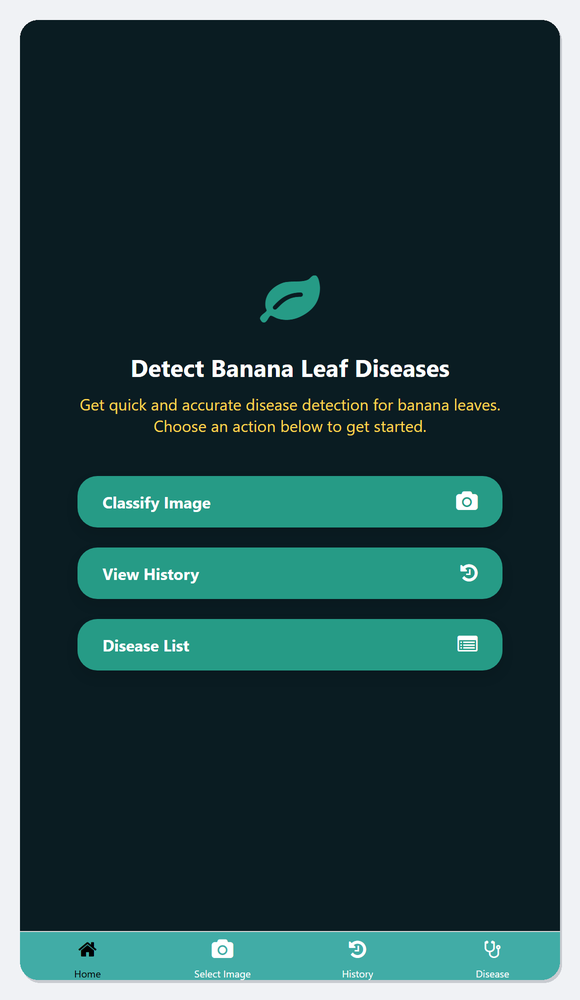 Detect Banana Leaf Diseases
Get quick and accurate disease detection for banana leaves.
Choose an action below to get started.
Classify Image
View History
Disease List
Home
Select Image
History
Disease